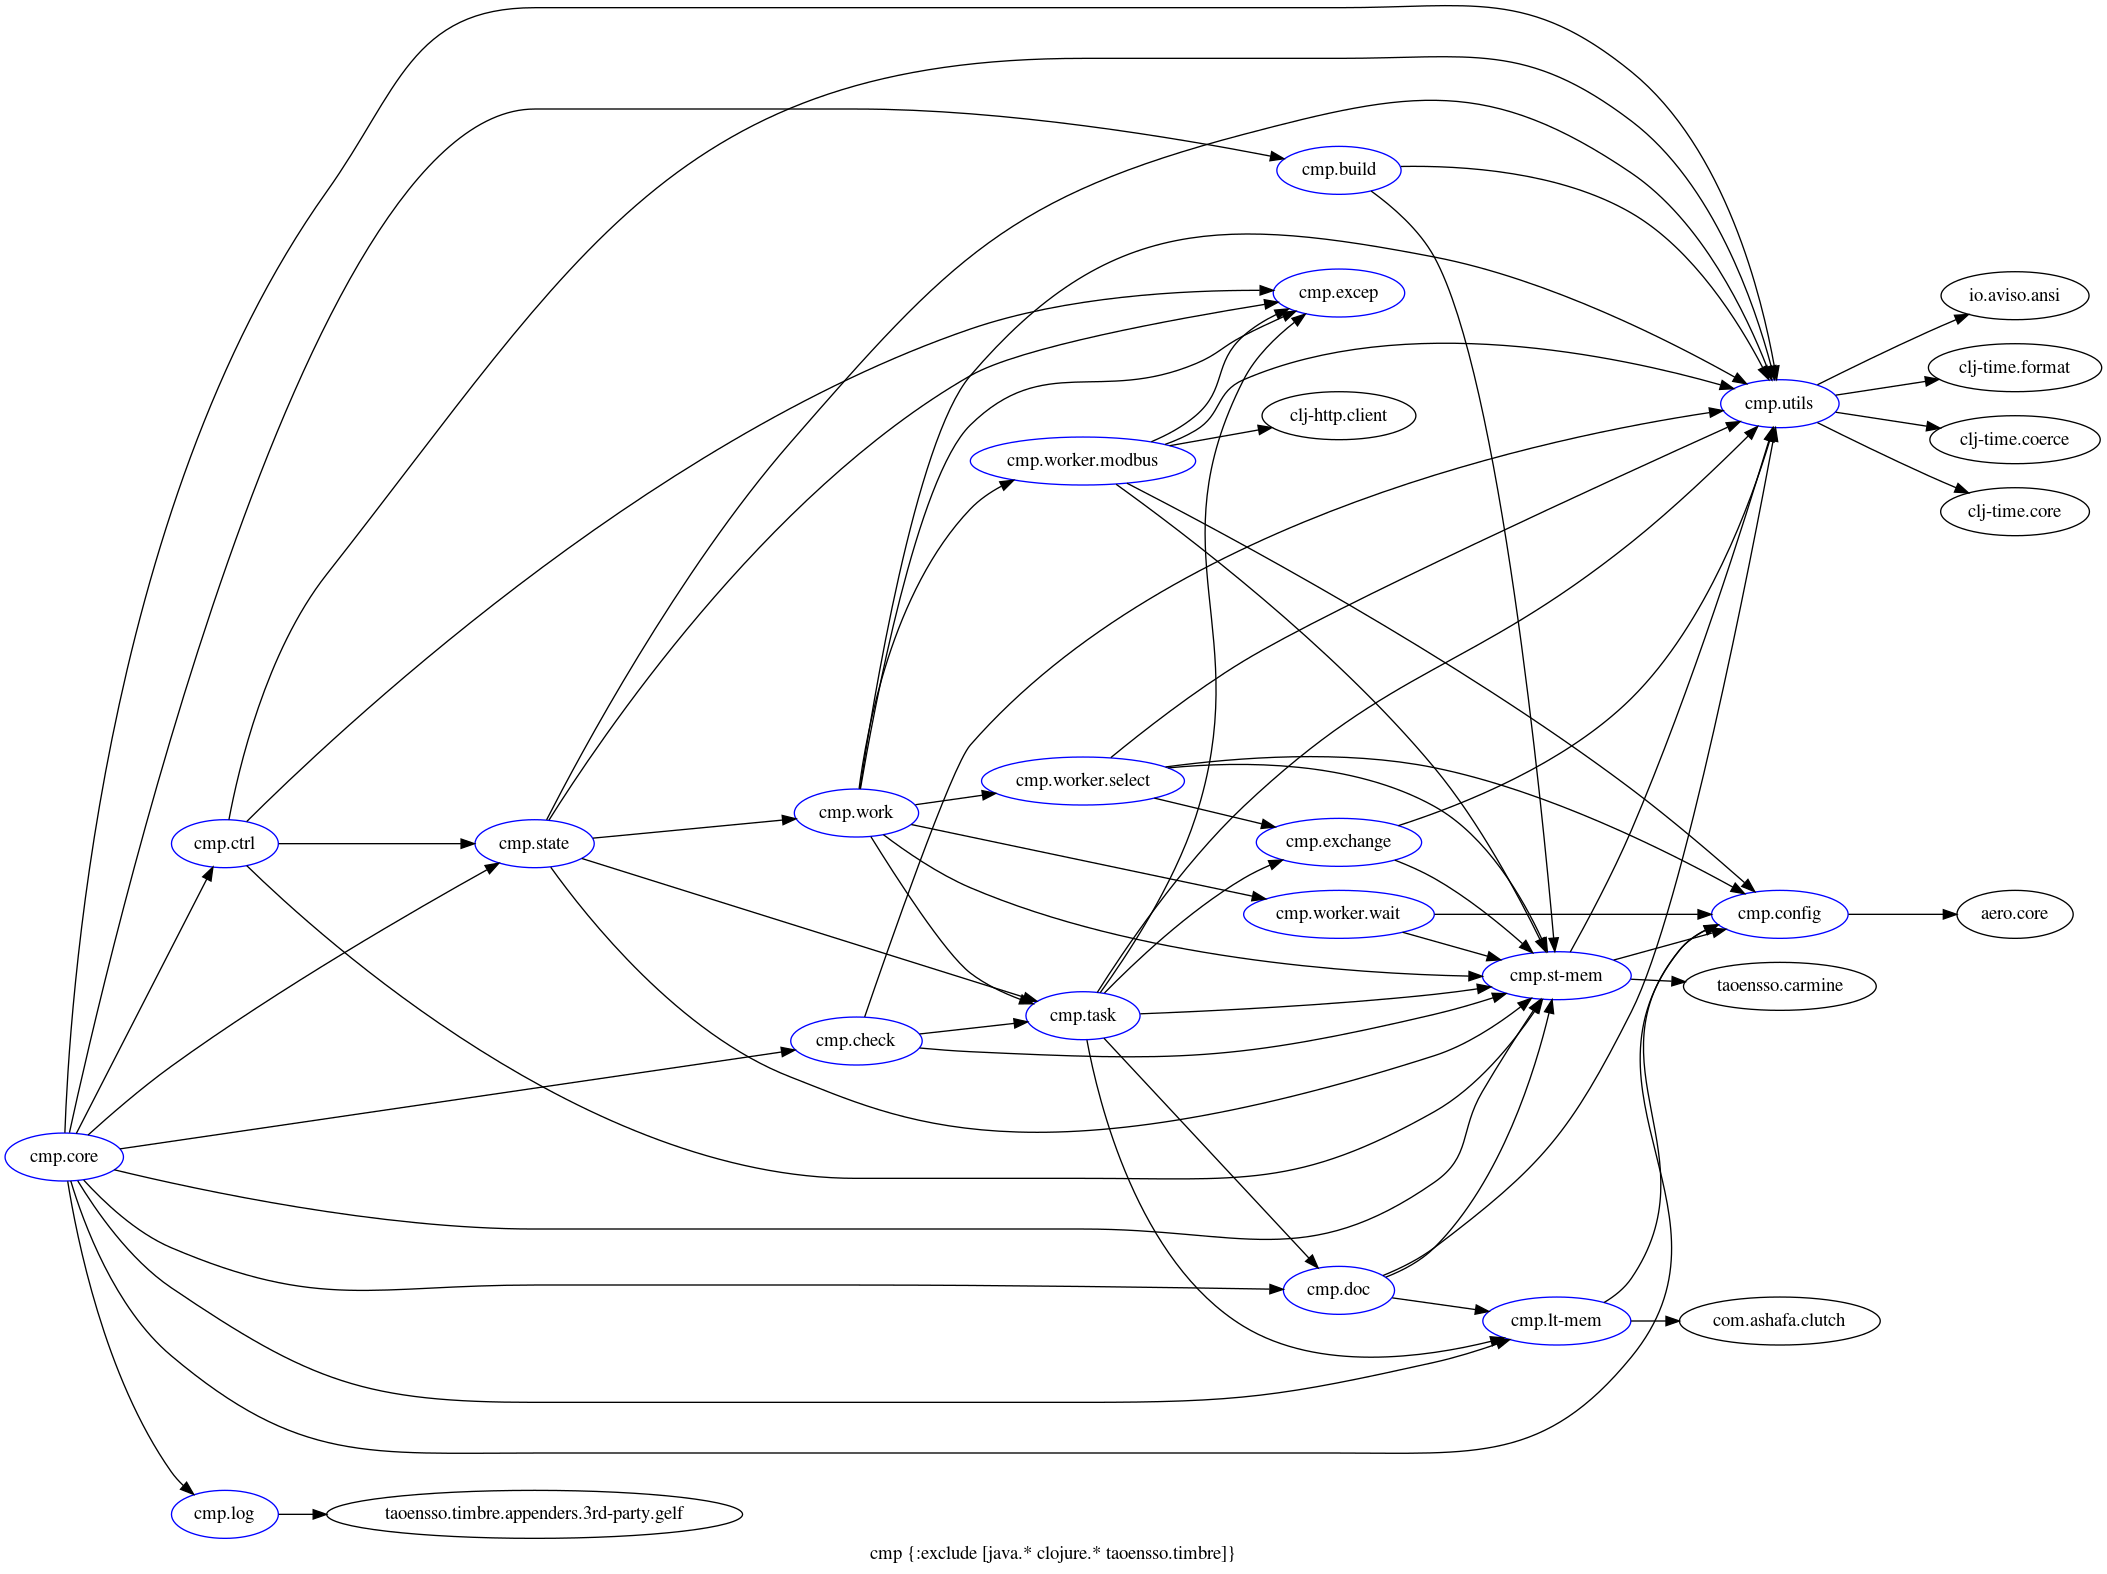 cmp.build
cmp.excep
io.aviso.ansi
clj-time.format
cmp.utils
clj-http.client
clj-time.coerce
cmp.worker.modbus
clj-time.core
cmp.worker.select
cmp.work
cmp.ctrl
cmp.state
cmp.exchange
cmp.worker.wait
cmp.config
aero.core
cmp.st-mem
taoensso.carmine
cmp.task
cmp.check
cmp.core
cmp.doc
cmp.lt-mem
com.ashafa.clutch
cmp.log
taoensso.timbre.appenders.3rd-party.gelf
cmp {:exclude [java.* clojure.* taoensso.timbre]}